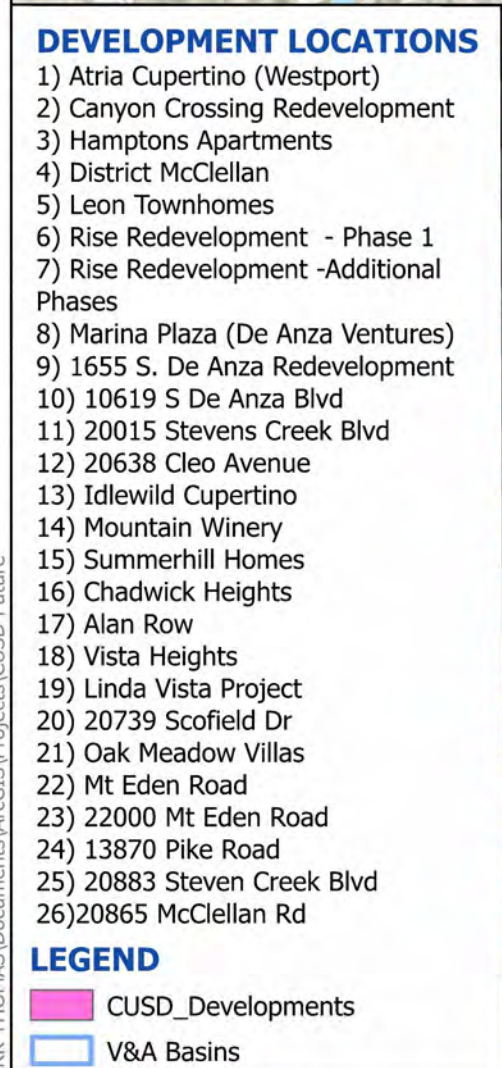 DEVELOPMENT LOCATIONS
1) Atria Cupertino (Westport)
2) Canyon Crossing Redevelopment
3) Hamptons Apartments
4) District McClellan
5) Leon Townhomes
6) Rise Redevelopment - Phase 1
7) Rise Redevelopment -Additional
Phases
8) Marina Plaza (De Anza Ventures)
9) 1655 S. De Anza Redevelopment
10) 10619 S De Anza Blvd
11) 20015 Stevens Creek Blvd
12) 20638 Cleo Avenue
13) Idlewild Cupertino
14) Mountain Winery
15) Summerhill Homes
16) Chadwick Heights
17) Alan Row
18) Vista Heights
19) Linda Vista Project
20) 20739 Scofield Dr
21) Oak Meadow Villas
22) Mt Eden Road
23) 22000 Mt Eden Road
24) 13870 Pike Road
25) 20883 Steven Creek Blvd
26)20865 McClellan Rd
LEGEND
CUSD_Developments
V&A Basins
THOMAS\Documents\ArcGIS\Projects\CUSD